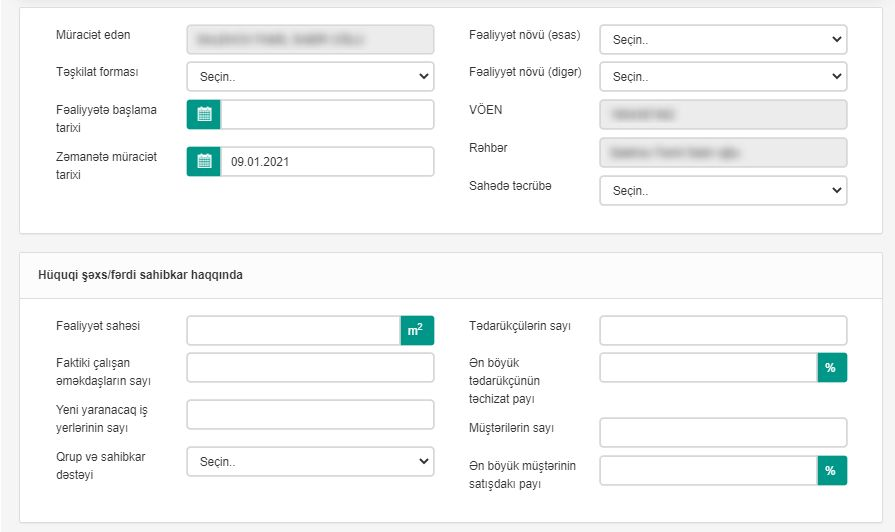 Müraciət edən
Fəaliyyət növü (əsas)
Seçin..
Təşkilat forması
Seçin..
Fəaliyyət növü (digər)
Seçin..
Fəaliyyətə başlama
tarixi
VÖEN
Zəmanətə müraciət
tarixi
09.01.2021
Rəhbər
Sahədə təcrübə
Seçin..
Hüquqi şəxs/fərdi sahibkar haqqında
Fəaliyyət sahəsi
m²
Faktiki çalışan
əməkdaşların sayı
Yeni yaranacaq iş
yerlərinin sayı
Qrup və sahibkar
dəstəyi
Seçin..
Tədarükçülərin sayı
Ən böyük
tədarükçünün
təchizat payı
%
Müştərilərin sayı
Ən böyük müştərinin
satışdakı payı
%